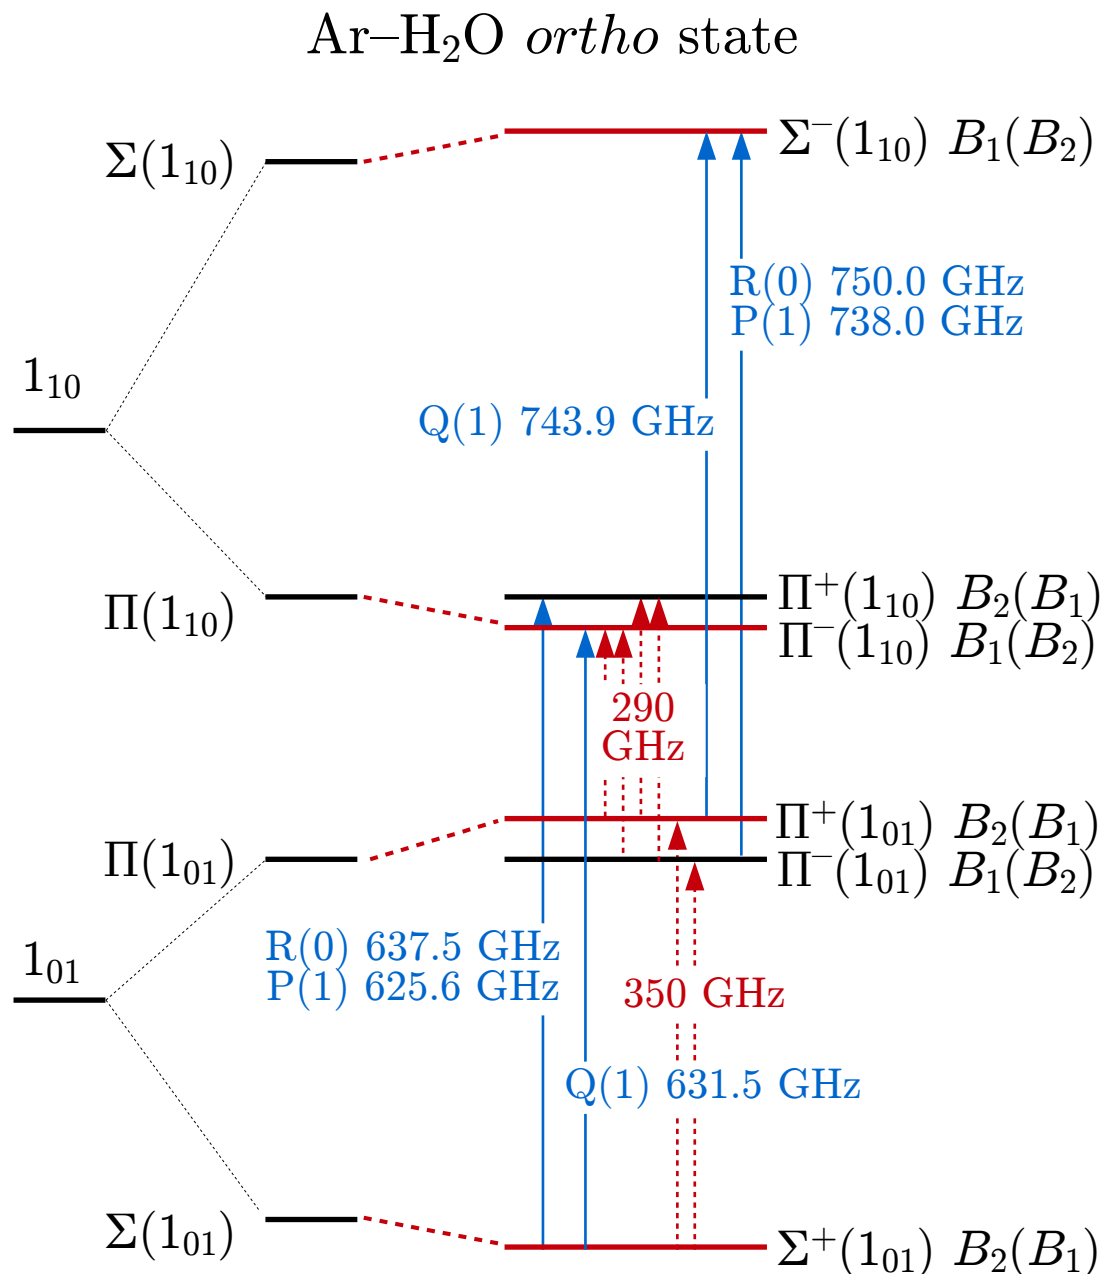 Ar–H₂O ortho state
Σ(1₁₀)
Σ⁻(1₁₀) B₁(B₂)
R(0) 750.0 GHz
P(1) 738.0 GHz
1₁₀
Q(1) 743.9 GHz
Π(1₁₀)
Π⁺(1₁₀) B₂(B₁)
Π⁻(1₁₀) B₁(B₂)
290
GHz
Π(1₀₁)
Π⁺(1₀₁) B₂(B₁)
Π⁻(1₀₁) B₁(B₂)
1₀₁
R(0) 637.5 GHz
P(1) 625.6 GHz
350 GHz
Q(1) 631.5 GHz
Σ(1₀₁)
Σ⁺(1₀₁) B₂(B₁)